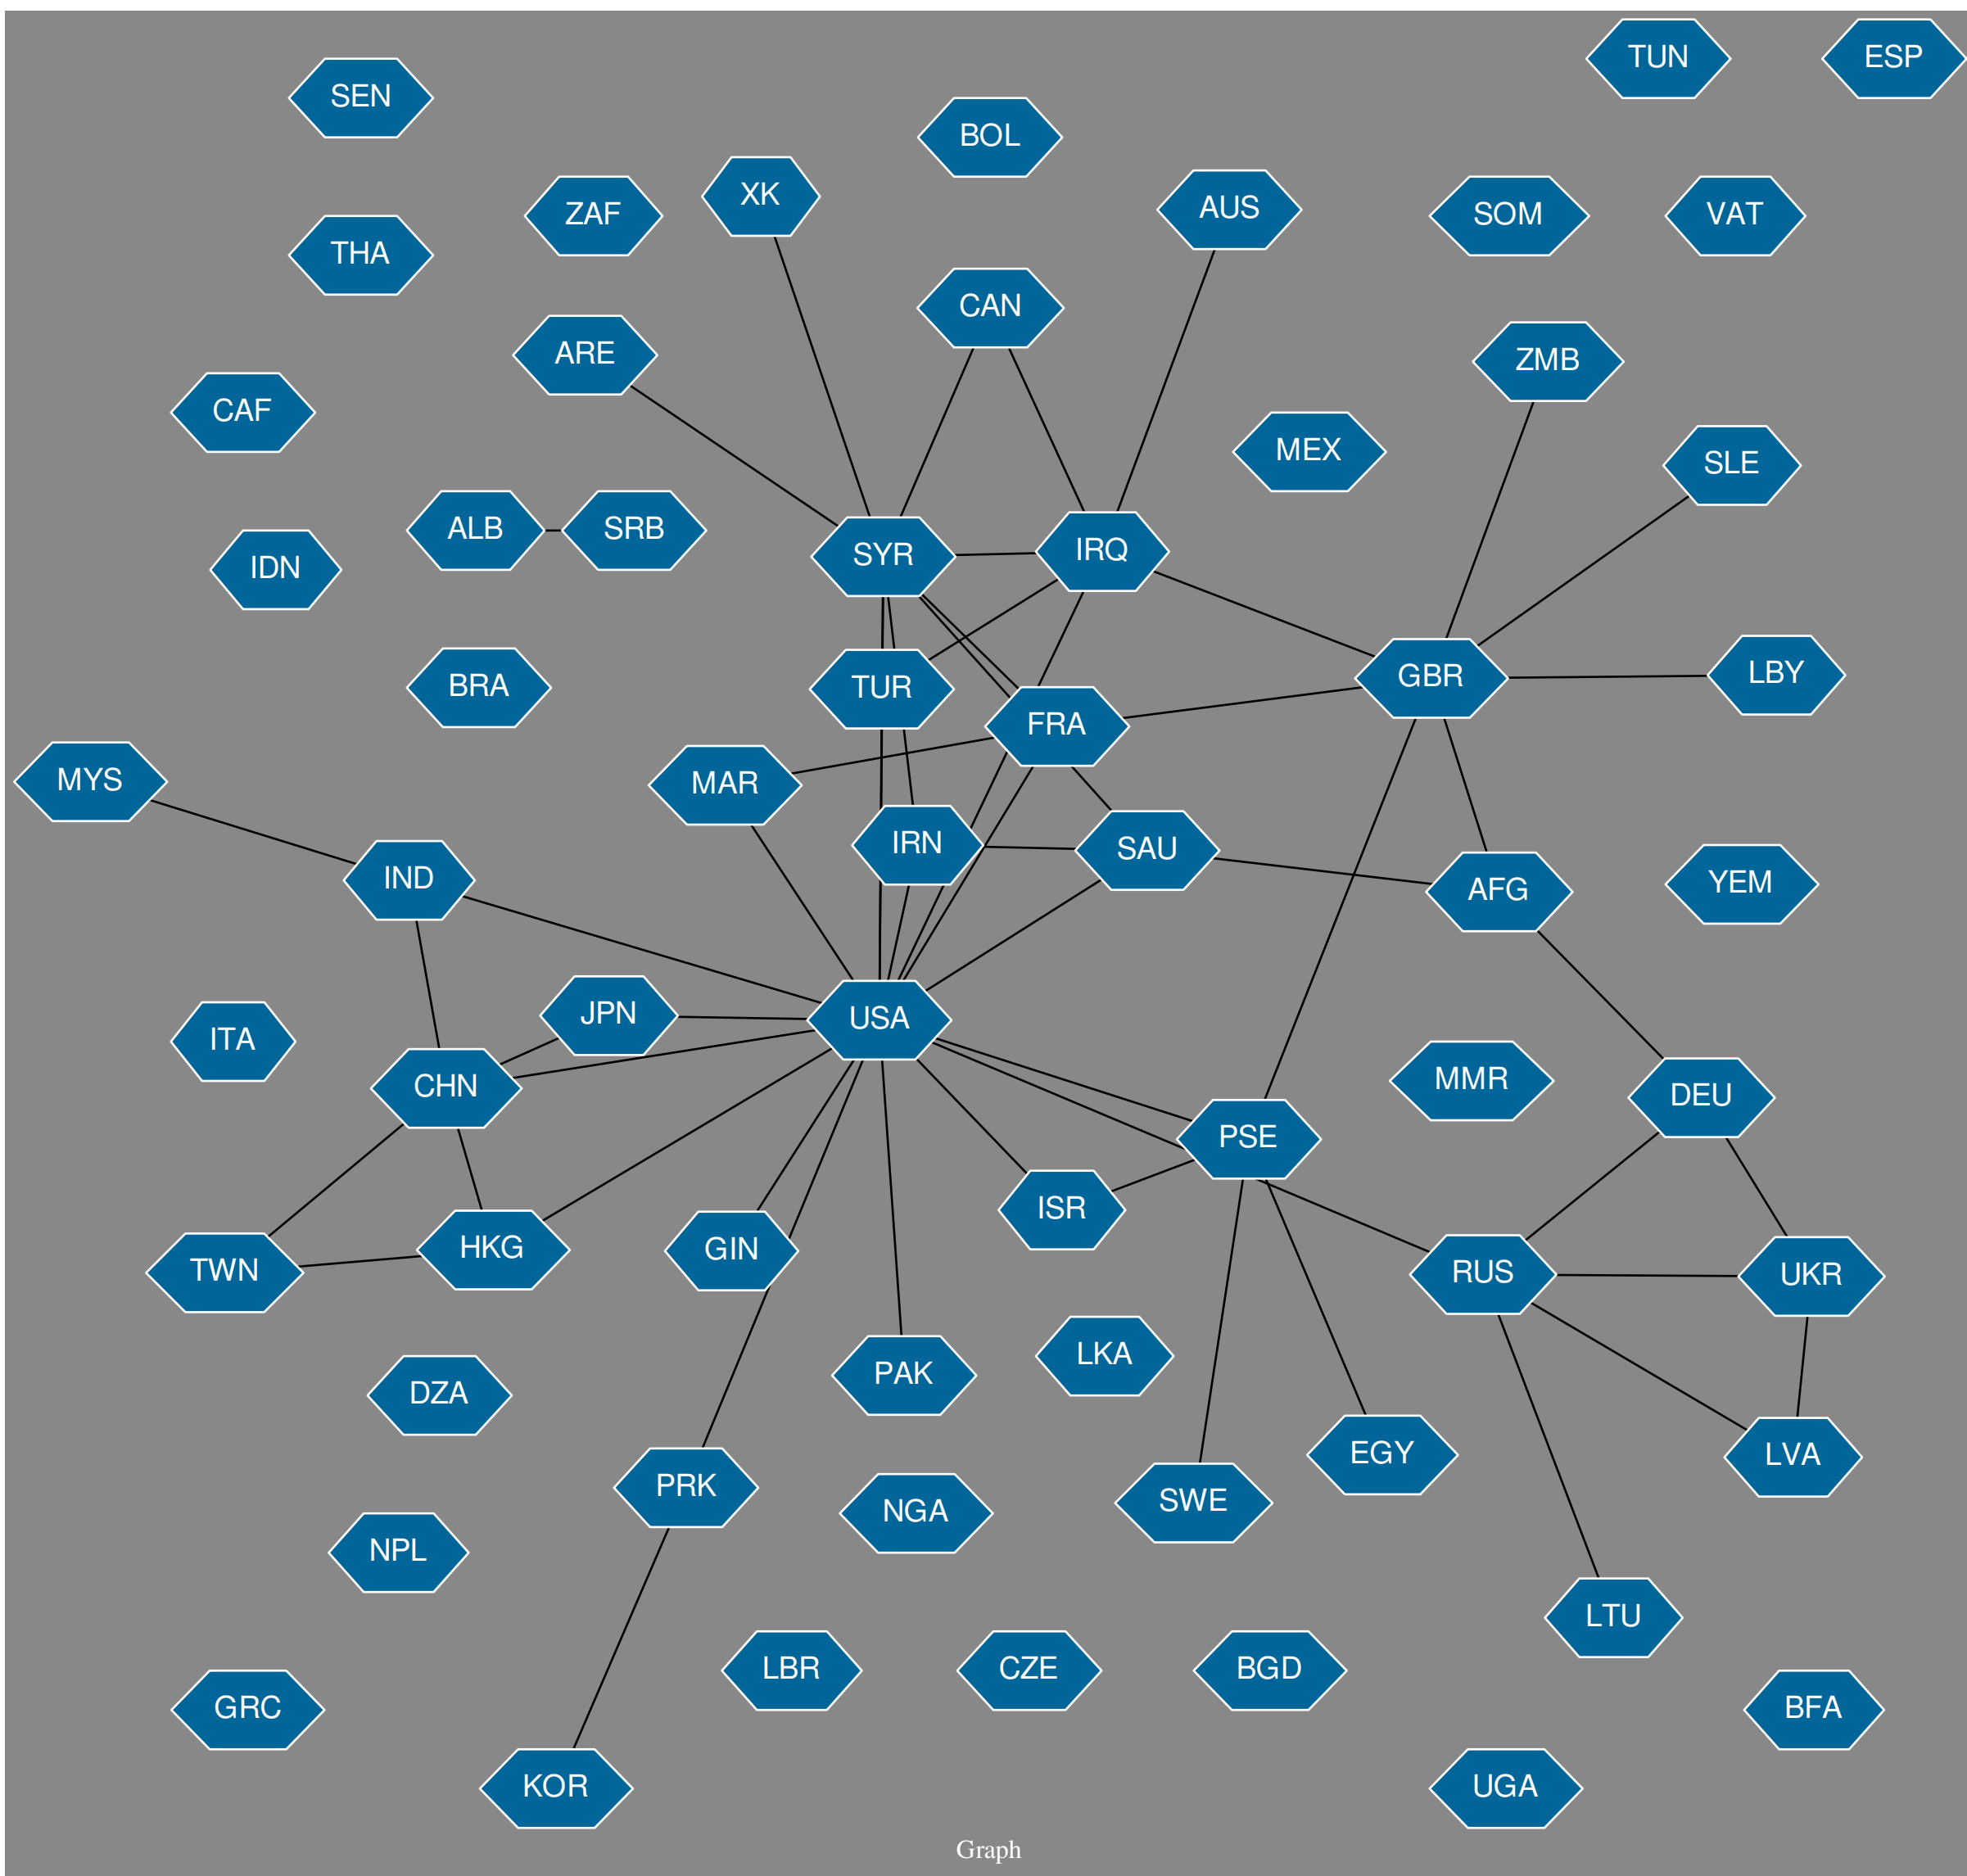 TUN
ESP
SEN
BOL
XK
AUS
ZAF
SOM
VAT
THA
CAN
ARE
ZMB
CAF
MEX
SLE
ALB
SRB
IRQ
SYR
IDN
BRA
TUR
GBR
LBY
FRA
MYS
MAR
IRN
SAU
IND
AFG
YEM
JPN
USA
ITA
CHN
MMR
DEU
PSE
ISR
HKG
GIN
TWN
RUS
UKR
LKA
PAK
DZA
EGY
LVA
PRK
SWE
NGA
NPL
LTU
LBR
CZE
BGD
GRC
BFA
KOR
UGA
Graph